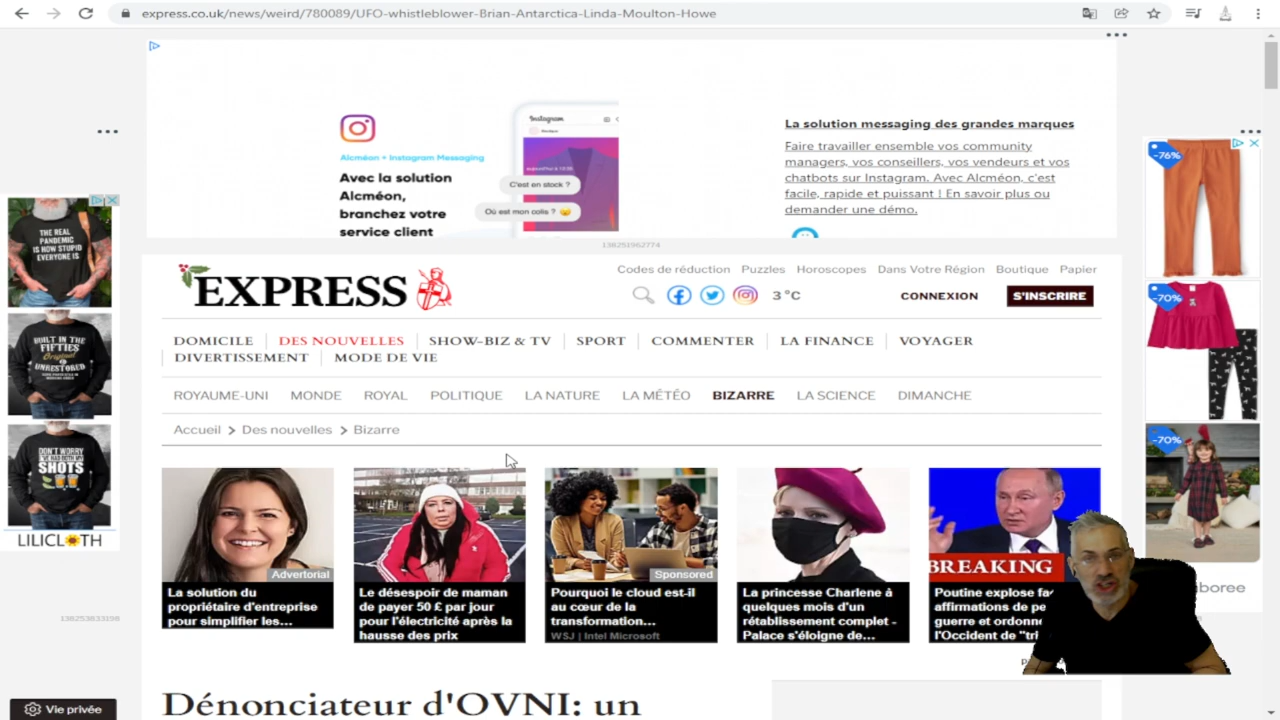 express.co.uk/news/weird/780089/UFO-whistleblower-Brian-Antarctica-Linda-Moulton-Howe
Instagram
Alcméon + Instagram Messaging
Avec la solution
Alcméon,
branchez votre
service client
C'est en stock ?
Où est mon colis ?
La solution messaging des grandes marques
Faire travailler ensemble vos community
managers, vos conseillers, vos vendeurs et vos
chatbots sur Instagram. Avec Alcméon, c'est
facile, rapide et puissant ! En savoir plus ou
demander une démo.
138251962774
THE REAL
PANDEMIC
IS HOW STUPID
EVERYONE IS
BUILT IN THE
FIFTIES
Original
UNRESTORED
DON'T WORRY
I'VE HAD BOTH MY
SHOTS
LILICLOTH
138253833198
Vie privée
-76%
-70%
-70%
EXPRESS
Codes de réduction Puzzles Horoscopes Dans Votre Région Boutique Papier
3 °C
CONNEXION
S'INSCRIRE
DOMICILE DES NOUVELLES SHOW-BIZ & TV SPORT COMMENTER LA FINANCE VOYAGER
DIVERTISSEMENT MODE DE VIE
ROYAUME-UNI MONDE ROYAL POLITIQUE LA NATURE LA MÉTÉO BIZARRE LA SCIENCE DIMANCHE
Accueil > Des nouvelles > Bizarre
Advertorial
La solution du
propriétaire d'entreprise
pour simplifier les...
Le désespoir de maman
de payer 50 £ par jour
pour l'électricité après la
hausse des prix
Sponsored
Pourquoi le cloud est-il
au cœur de la
transformation...
WSJ | Intel Microsoft
La princesse Charlene à
quelques mois d'un
rétablissement complet -
Palace s'éloigne de...
BREAKING
Poutine explose fa
affirmations de pe
guerre et ordonn
l'Occident de "tri
boree
Dénonciateur d'OVNI: un